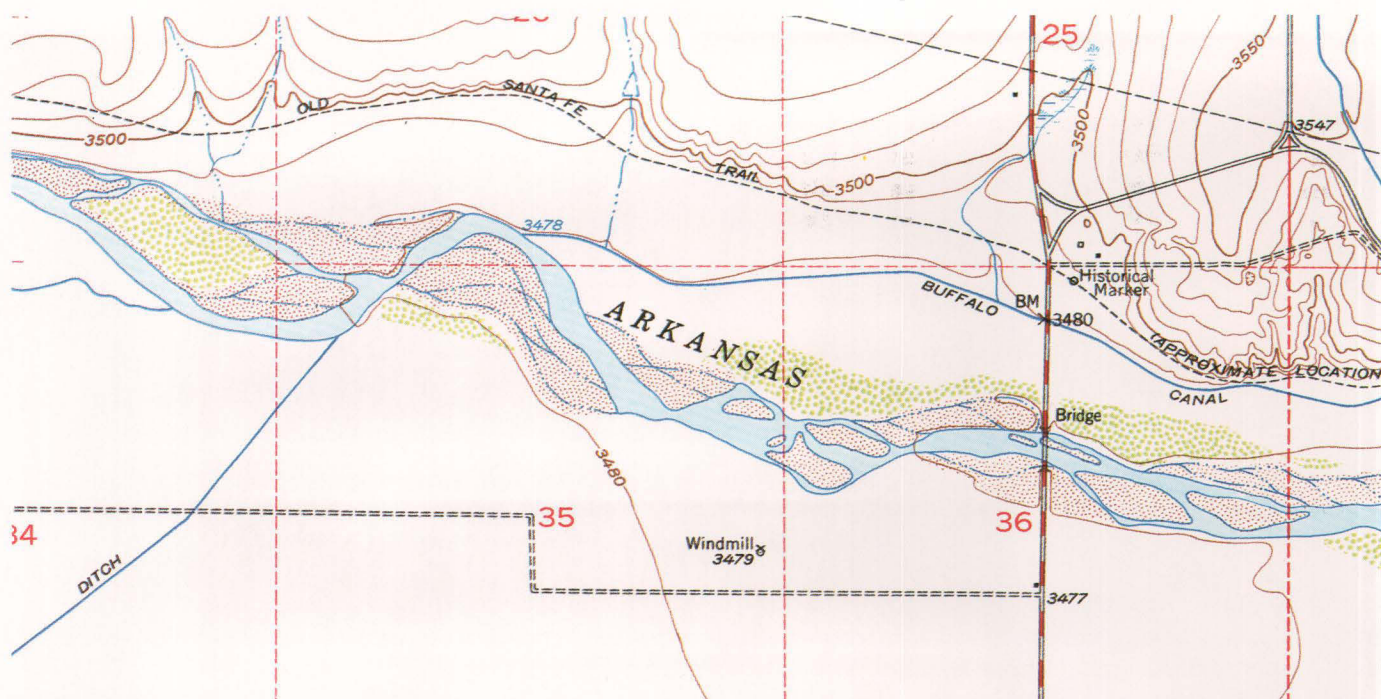 25
3550
3547
OLD
SANTA FE
3500
3500
TRAIL
3500
3478
Historical
Marker
BUFFALO
BM
3480
ARKANSAS
(APPROXIMATE LOCATION
CANAL
Bridge
3480
35
36
34
Windmill
3479
DITCH
3477